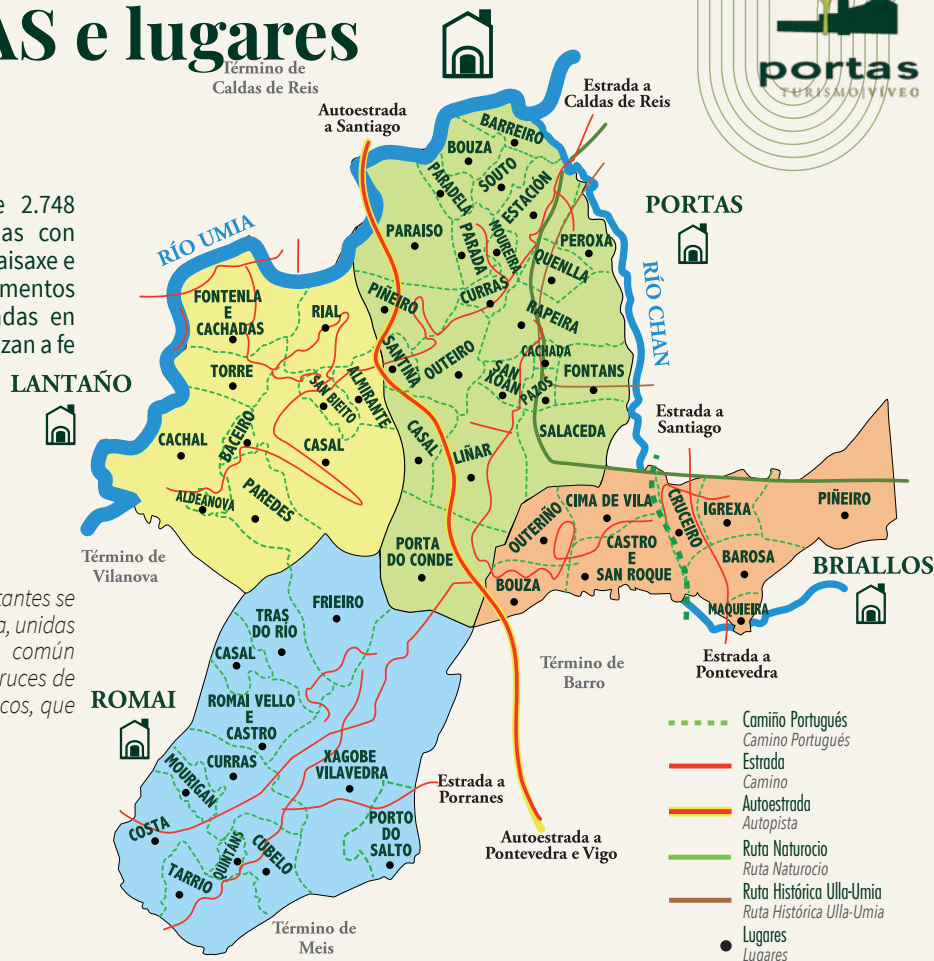 AS e lugares
portas
TURISMO|VÍVEO
Término de
Caldas de Reis
Autoestrada
a Santiago
Estrada a
Caldas de Reis
e 2.748
as con
aisaxe e
mentos
adas en
zan a fe
RÍO UMIA
BARREIRO
BOUZA
SOUTO
PARADELA
ESTACIÓN
PORTAS
PARAISO
PARADA
MOUREIRA
PEROXA
QUENLLA
RÍO CHAN
CURRAS
PIÑEIRO
RAPEIRA
FONTENLA
E
CACHADAS
RIAL
SANTIÑA
OUTEIRO
CACHADA
SAN
XOÁN
PAZOS
FONTANS
LANTAÑO
TORRE
SAN BIEITO
ALMIRANTE
Estrada a
Santiago
CACHAL
BACEIRO
CASAL
CASAL
LIÑAR
SALACEDA
ALDEANOVA
PAREDES
OUTERIÑO
CIMA DE VILA
CRUCEIRO
IGREXA
PIÑEIRO
CASTRO
E
SAN ROQUE
BAROSA
BRIALLOS
PORTA
DO CONDE
BOUZA
MAQUIEIRA
Término de
Vilanova
Término de
Barro
Estrada a
Pontevedra
tantes se
a, unidas
común
ruces de
cos, que
FRIEIRO
TRAS
DO RÍO
CASAL
ROMAI
ROMAI VELLO
E
CASTRO
CURRAS
XAGOBE
VILAVEDRA
MOURIGAN
Estrada a
Porranes
COSTA
PORTO
DO
SALTO
QUINTANS
CUBELO
TARRIO
Autoestrada a
Pontevedra e Vigo
Término de
Meis
Camiño Portugués
Camino Portugués
Estrada
Camino
Autoestrada
Autopista
Ruta Naturocio
Ruta Naturocio
Ruta Histórica Ulla-Umia
Ruta Histórica Ulla-Umia
Lugares
Lugares